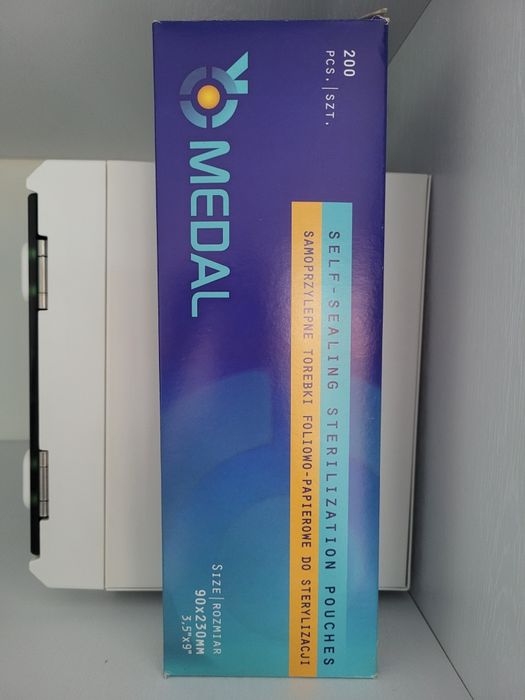 200
PCS.|SZT.
MEDAL
SELF-SEALING STERILIZATION POUCHES
SAMOPRZYLEPNE TOREBKI FOLIOWO-PAPIEROWE DO STERYLIZACJI
SIZE|ROZMIAR
90x230MM
3,5"x9"